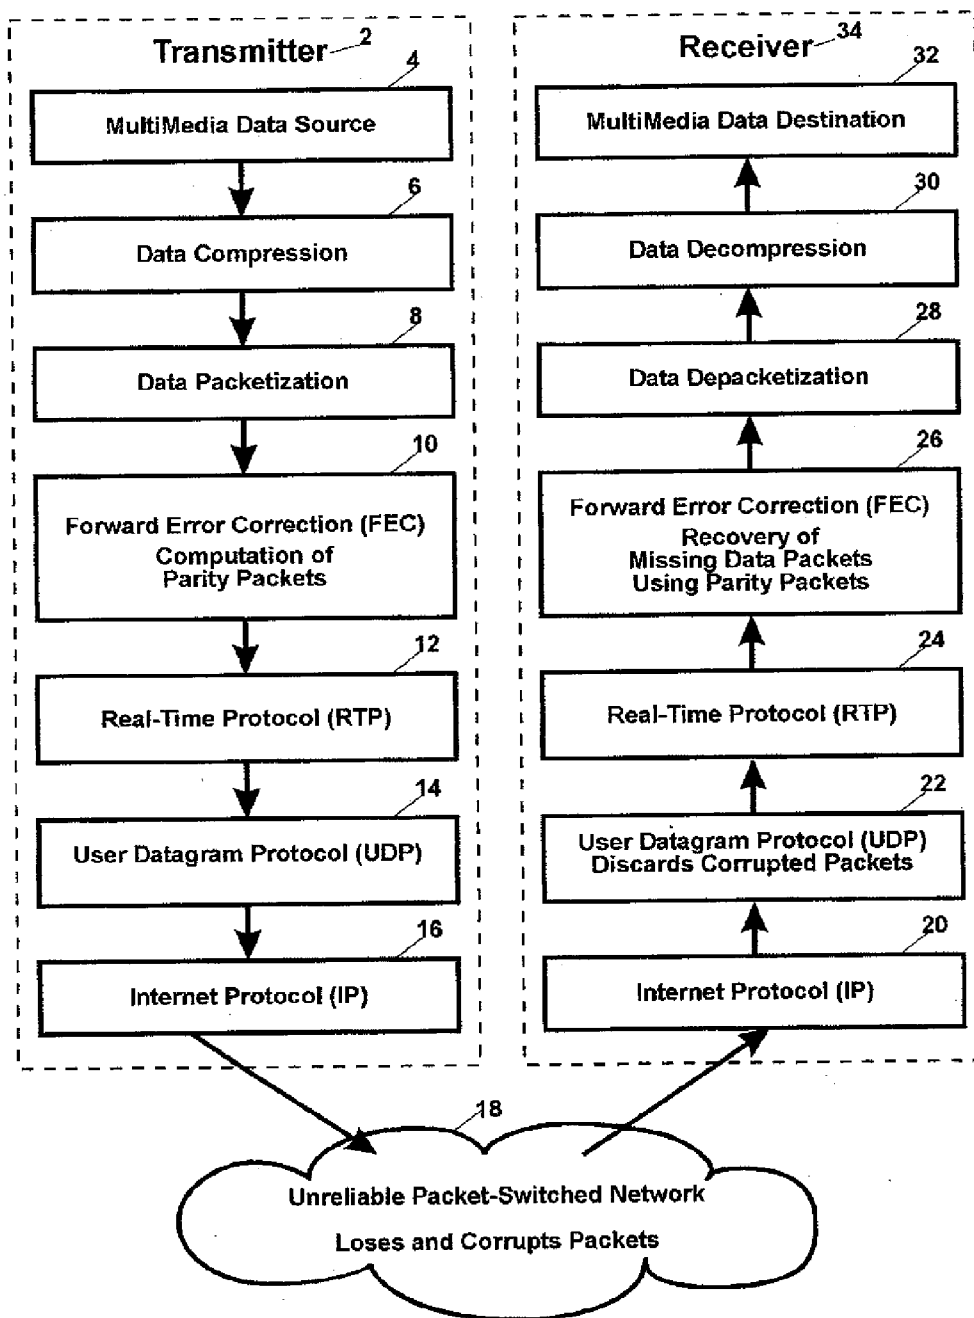 Transmitter 2
4
MultiMedia Data Source
6
Data Compression
8
Data Packetization
10
Forward Error Correction (FEC)
Computation of
Parity Packets
12
Real-Time Protocol (RTP)
14
User Datagram Protocol (UDP)
16
Internet Protocol (IP)
Receiver 34
32
MultiMedia Data Destination
30
Data Decompression
28
Data Depacketization
26
Forward Error Correction (FEC)
Recovery of
Missing Data Packets
Using Parity Packets
24
Real-Time Protocol (RTP)
22
User Datagram Protocol (UDP)
Discards Corrupted Packets
20
Internet Protocol (IP)
18
Unreliable Packet-Switched Network
Loses and Corrupts Packets